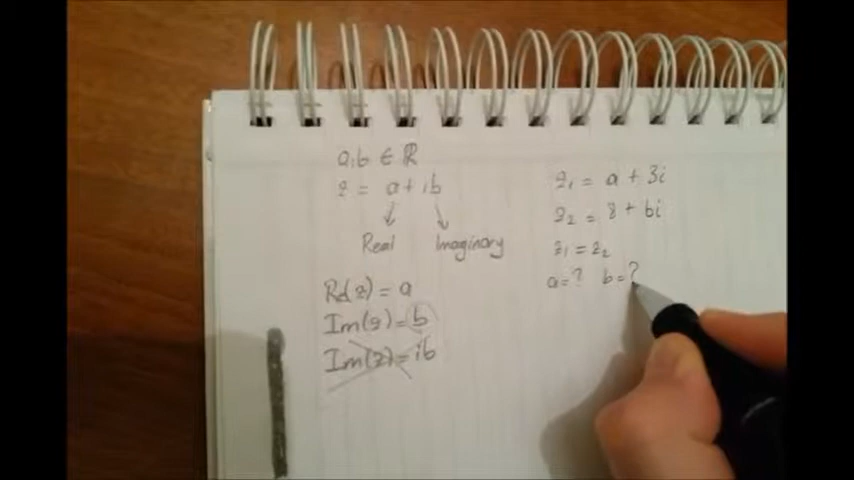 a,b ∈ ℝ
z = a + ib
Real Imaginary
Re(z) = a
Im(z) = b
Im(z) = ib
z₁ = a + 3i
z₂ = 8 + bi
z₁ = z₂
a = ? b = ?